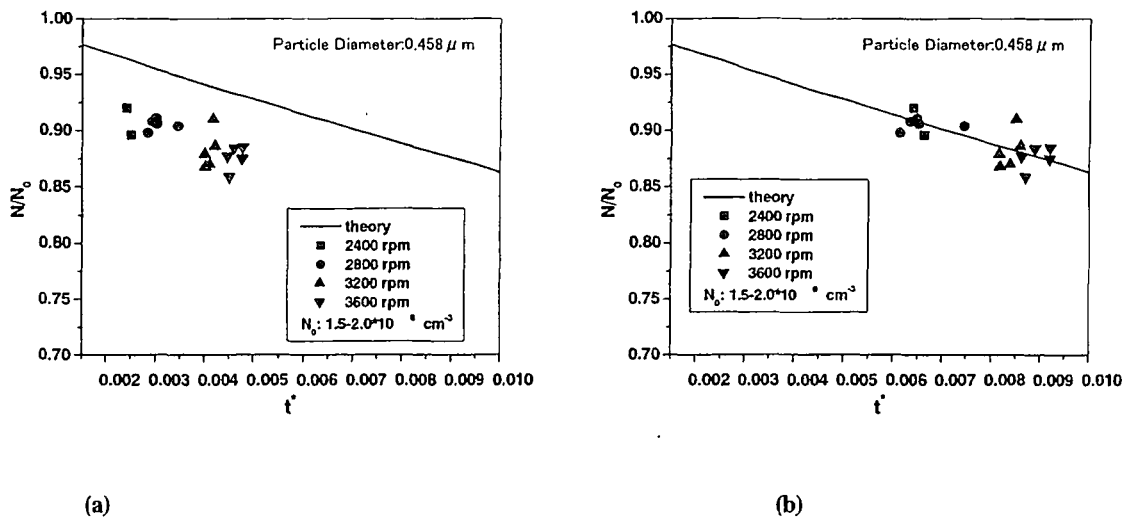 1.00
0.95
0.90
0.85
0.80
0.75
0.70
N/N₀
Particle Diameter:0.458 μ m
theory
2400 rpm
2800 rpm
3200 rpm
3600 rpm
N₀: 1.5-2.0*10 cm⁻³
0.002 0.003 0.004 0.005 0.006 0.007 0.008 0.009 0.010
t*
(a)
1.00
0.95
0.90
0.85
0.80
0.75
0.70
N/N₀
Particle Diameter:0.458 μ m
theory
2400 rpm
2800 rpm
3200 rpm
3600 rpm
N₀: 1.5-2.0*10 cm⁻³
0.002 0.003 0.004 0.005 0.006 0.007 0.008 0.009 0.010
t*
(b)